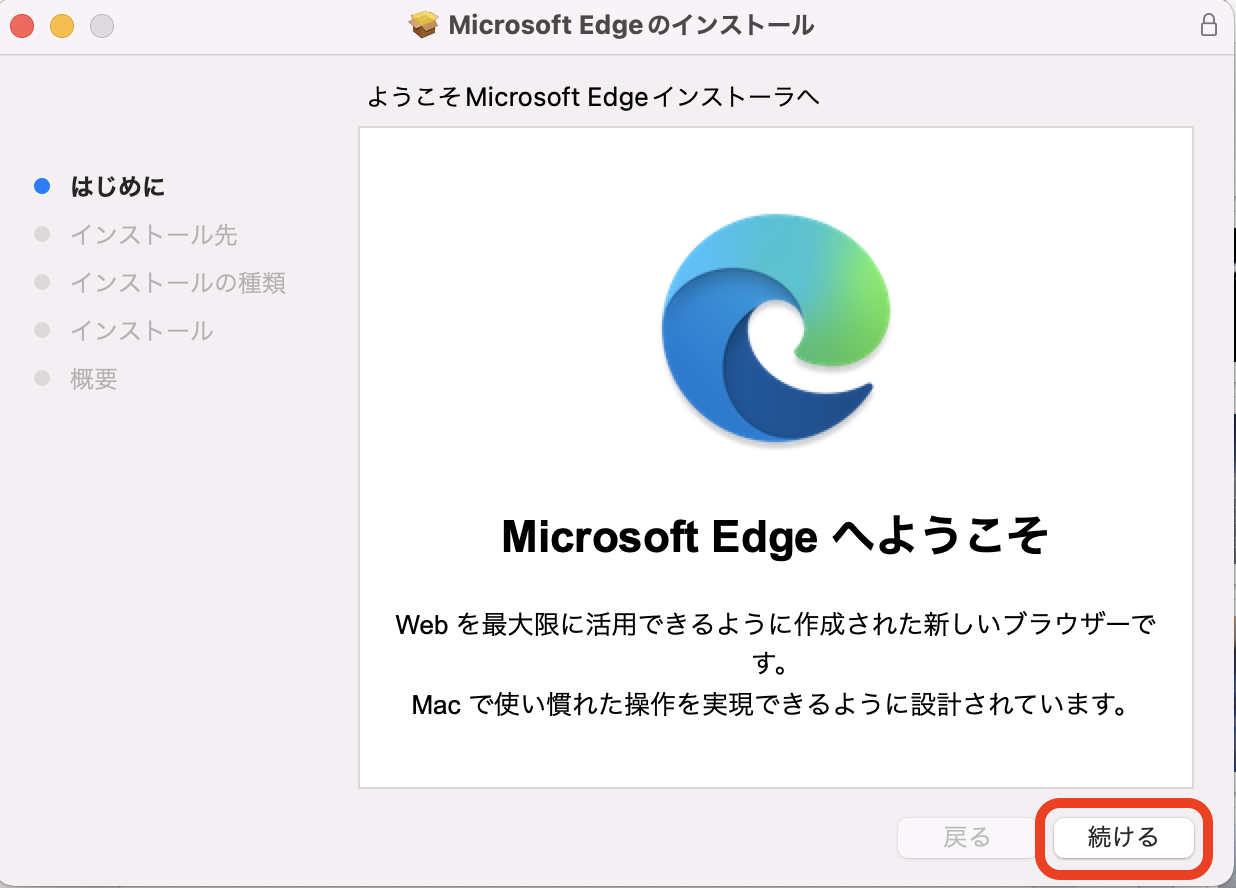 Microsoft Edgeのインストール
ようこそMicrosoft Edgeインストーラへ
はじめに
インストール先
インストールの種類
インストール
概要
Microsoft Edge へようこそ
Web を最大限に活用できるように作成された新しいブラウザーで
す。
Mac で使い慣れた操作を実現できるように設計されています。
戻る
続ける